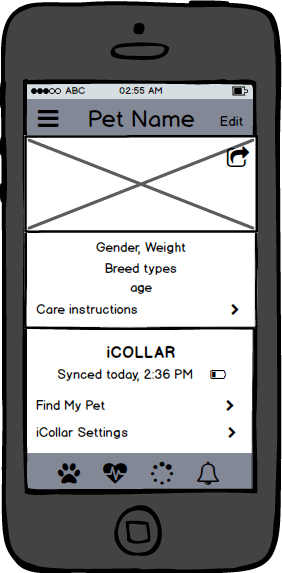 ABC 02:55 AM
Pet Name Edit
Gender, Weight
Breed types
age
Care instructions
iCOLLAR
Synced today, 2:36 PM
Find My Pet
iCollar Settings